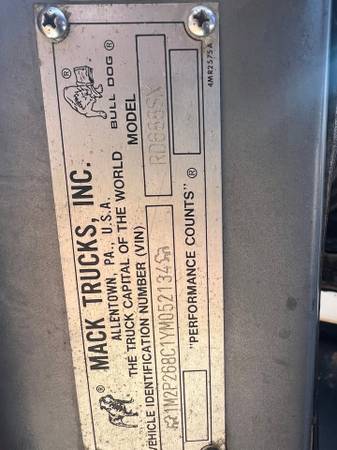 MACK TRUCKS, INC.
ALLENTOWN, PA., U.S.A.
THE TRUCK CAPITAL OF THE WORLD
BULL DOG ®
VEHICLE IDENTIFICATION NUMBER (VIN)
MODEL
1M2P268C1YM052134
RD688SX
"PERFORMANCE COUNTS" ®
4MR2575A